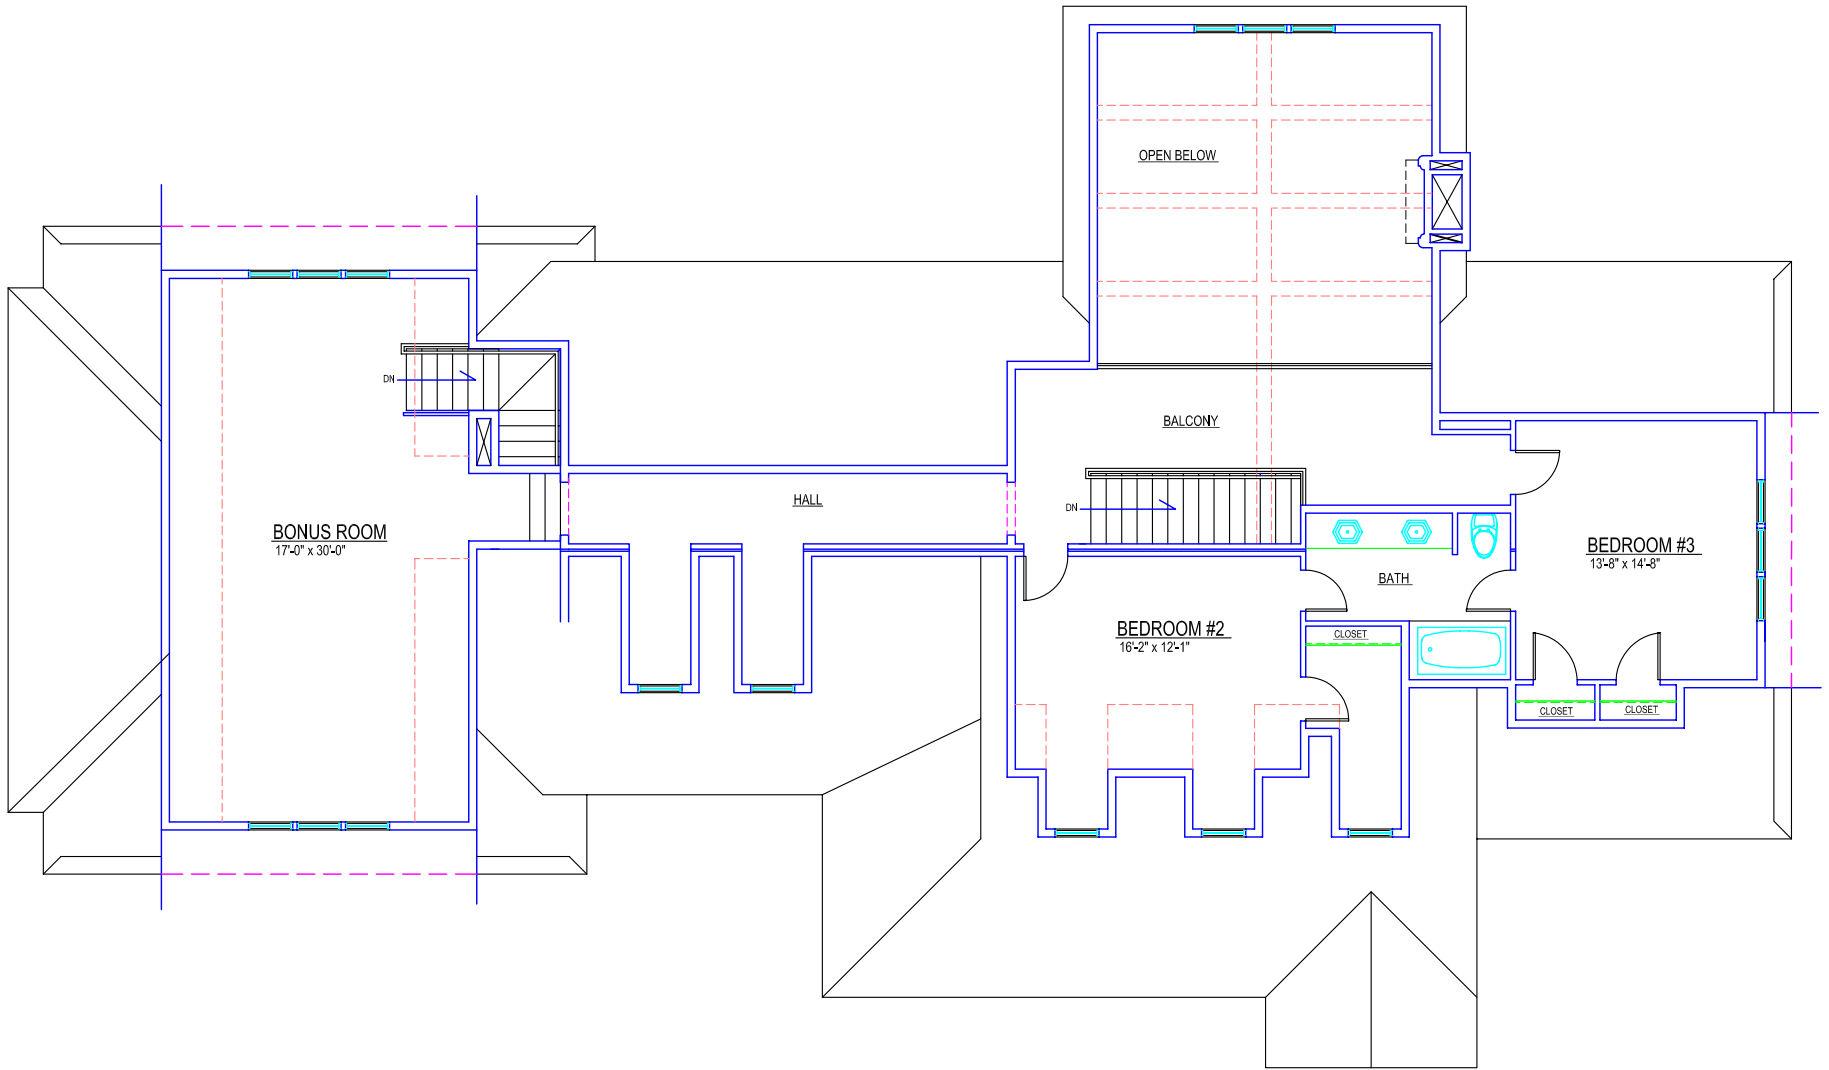 OPEN BELOW
DN
BALCONY
HALL
DN
BONUS ROOM
17'-0" x 30'-0"
BEDROOM #3
13'-8" x 14'-8"
BATH
BEDROOM #2
16'-2" x 12'-1"
CLOSET
CLOSET
CLOSET